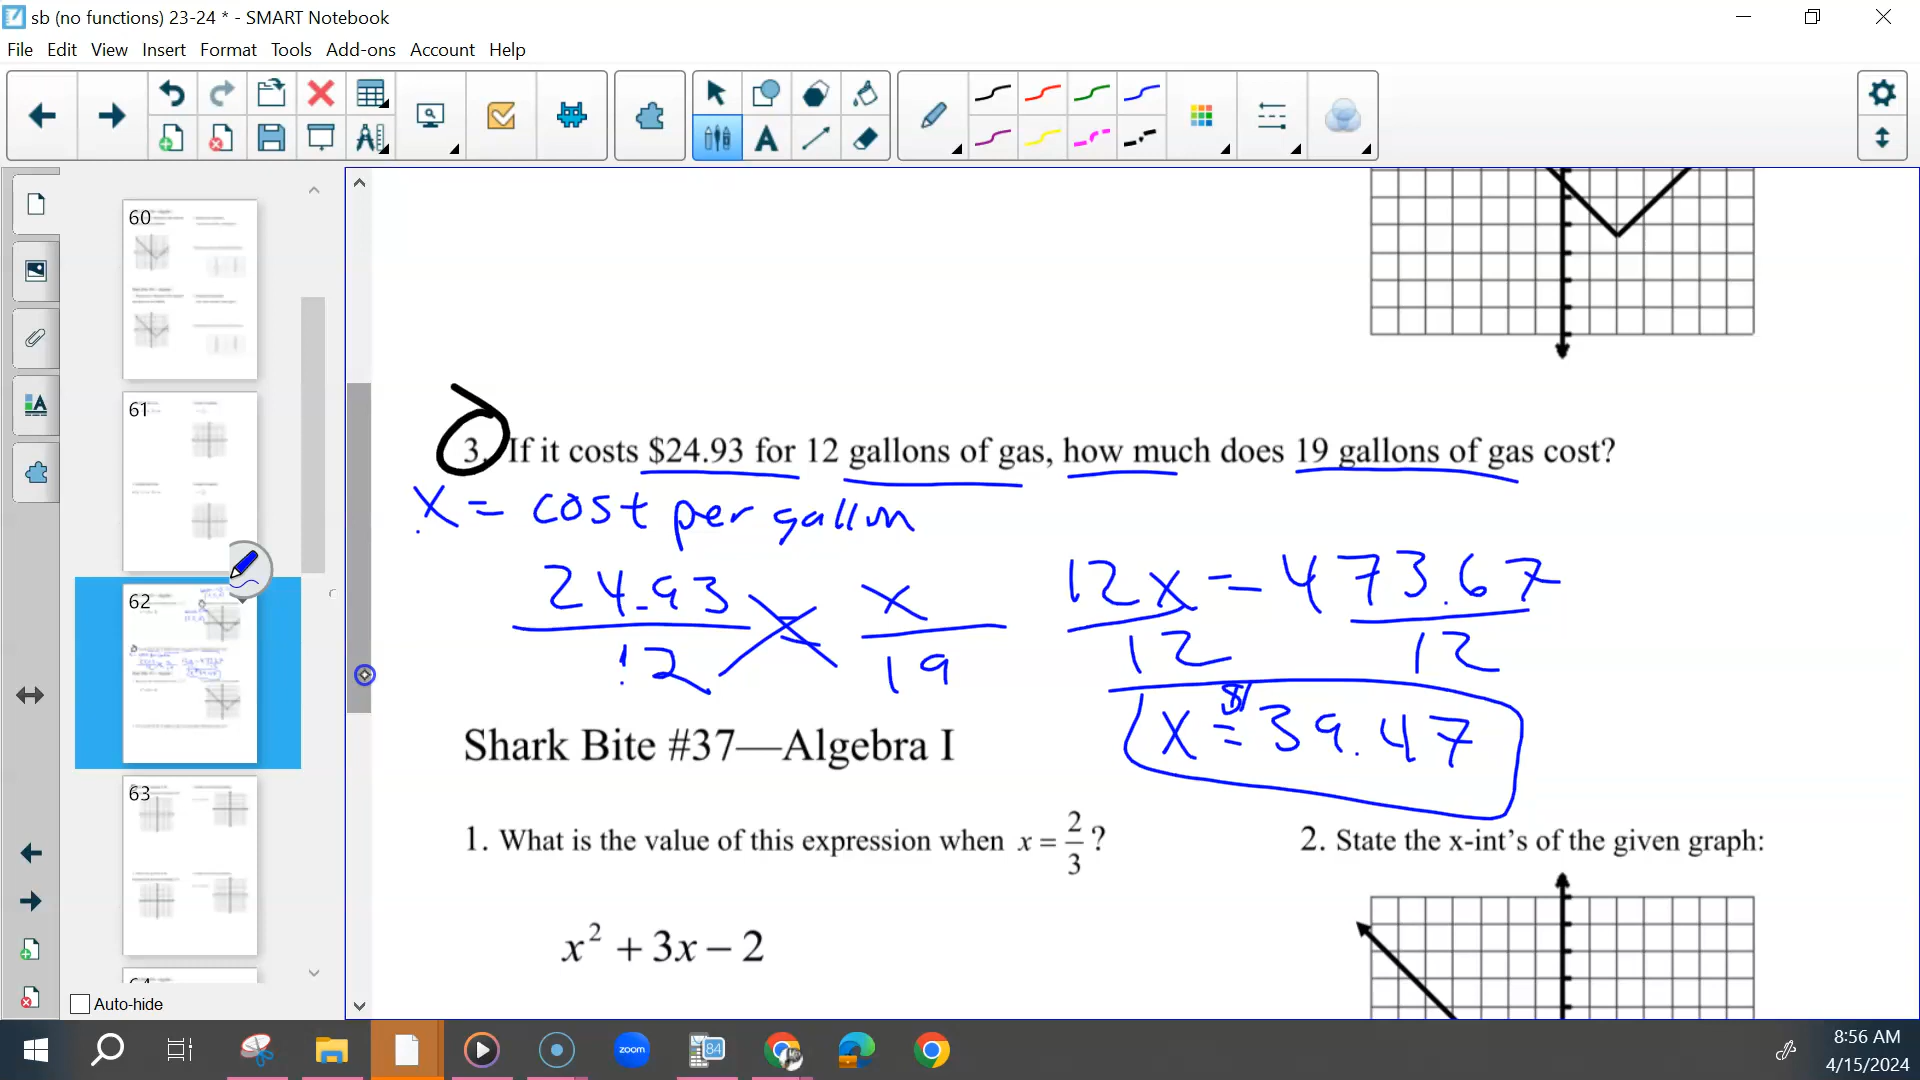 sb (no functions) 23-24 * - SMART Notebook
File Edit View Insert Format Tools Add-ons Account Help
60
61
62
63
Auto-hide
3. If it costs $24.93 for 12 gallons of gas, how much does 19 gallons of gas cost?
x = cost per gallon
24.93 x 12x = 473.67
12 19 12 12
x = $39.47
Shark Bite #37—Algebra I
1. What is the value of this expression when x = 2/3 ?
2. State the x-int's of the given graph:
x² + 3x − 2
zoom
84
8:56 AM
4/15/2024